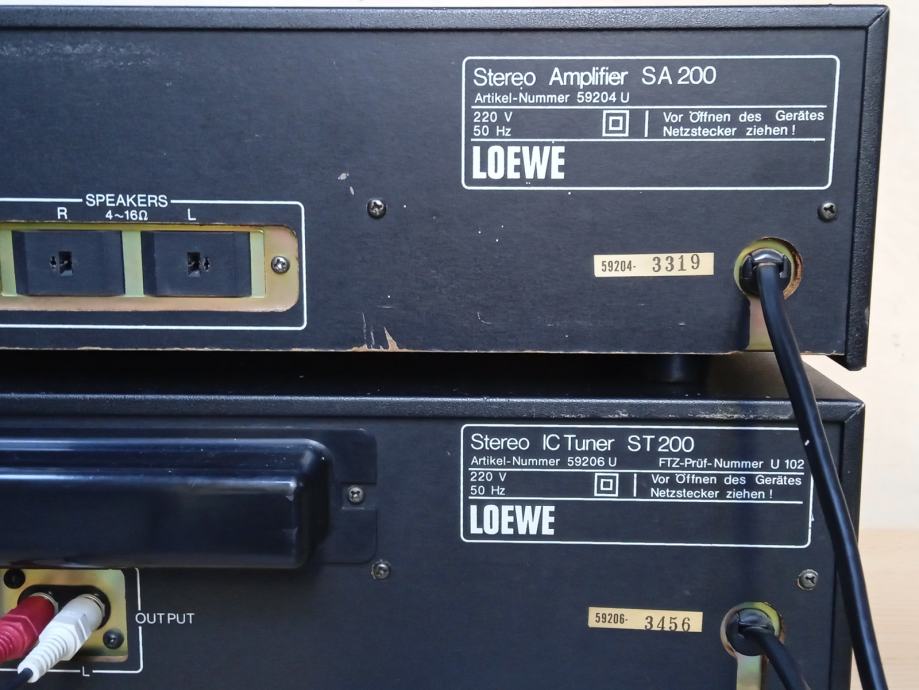 Stereo Amplifier SA 200
Artikel-Nummer 59204 U
220 V
50 Hz
Vor Öffnen des Gerätes
Netzstecker ziehen!
LOEWE
SPEAKERS
R 4~16Ω L
59204- 3319
Stereo IC Tuner ST 200
Artikel-Nummer 59206 U FTZ-Prüf-Nummer U 102
220 V
50 Hz
Vor Öffnen des Gerätes
Netzstecker ziehen!
LOEWE
OUTPUT
L
59206- 3456